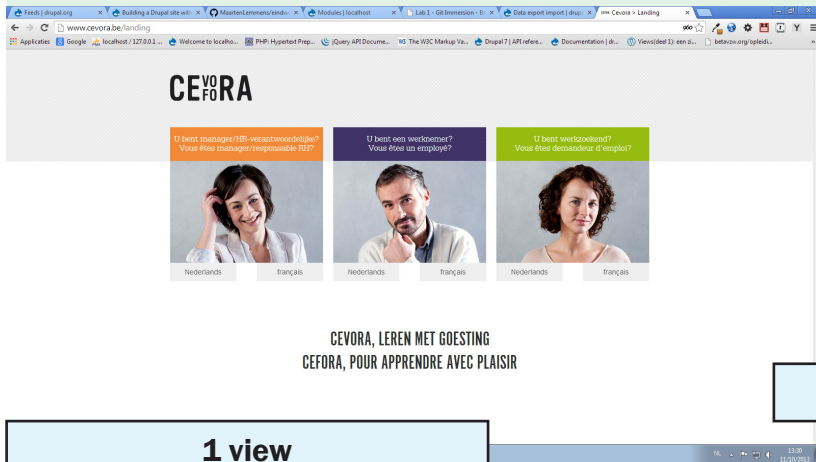 Feeds | drupal.org
Building a Drupal site with
MaartenLemmens/eindw
Modules | localhost
Lab 1 - Git Immersion - Br
Data export import | drup
Cevora > Landing
www.cevora.be/landing
Applicaties
Google
localhost / 127.0.0.1 ...
Welcome to localho...
PHP: Hypertext Prep...
jQuery API Docume...
W3 The W3C Markup Va...
Drupal 7 | API refere...
Documentation | dr...
Views(deel 1): een zi...
betavzw.org/opleidi...
CEVOFORA
U bent manager/HR-verantwoordelijke?
Vous êtes manager/responsable RH?
U bent een werknemer?
Vous êtes un employé?
U bent werkzoekend?
Vous êtes demandeur d'emploi?
Nederlands français
Nederlands français
Nederlands français
CEVORA, LEREN MET GOESTING
CEFORA, POUR APPRENDRE AVEC PLAISIR
1 view
NL
13:30
11/10/2013